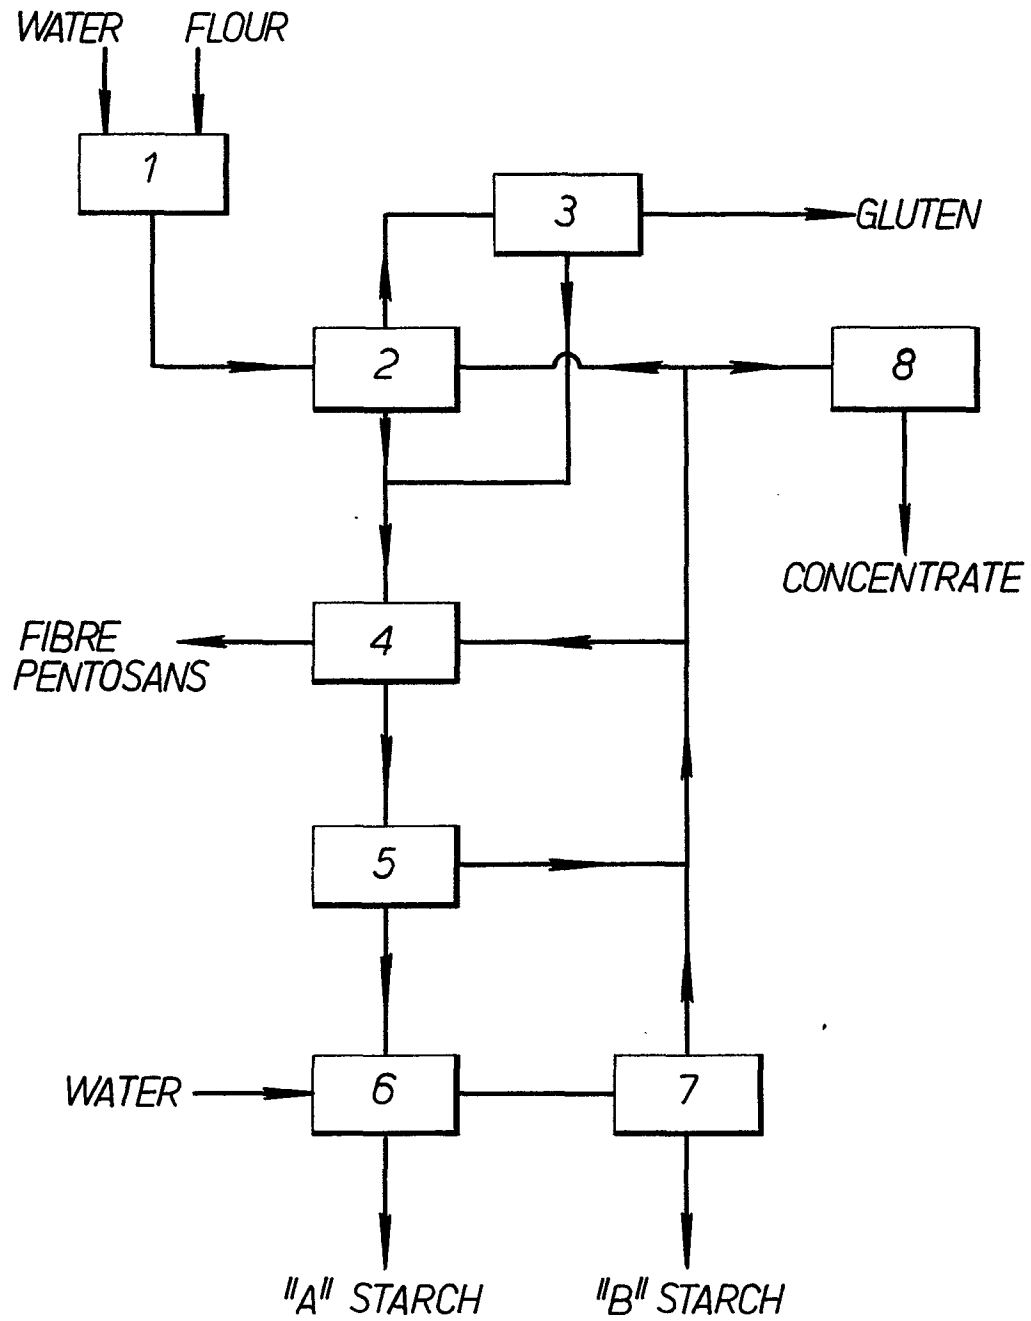 WATER FLOUR
1
3
GLUTEN
2
8
CONCENTRATE
FIBRE
PENTOSANS
4
5
WATER
6
7
"A" STARCH
"B" STARCH